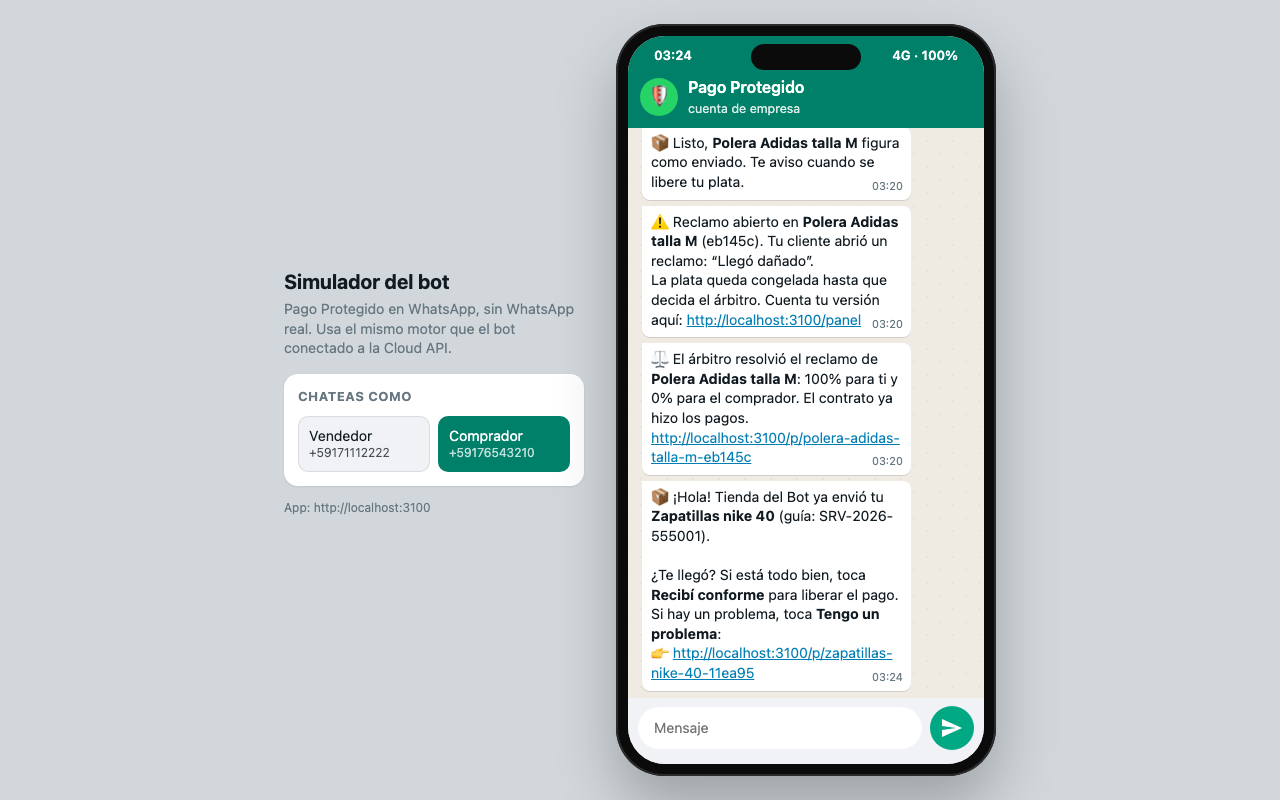 Simulador del bot
Pago Protegido en WhatsApp, sin WhatsApp
real. Usa el mismo motor que el bot
conectado a la Cloud API.
CHATEAS COMO
Vendedor
+59171112222
Comprador
+59176543210
App: http://localhost:3100
03:24
4G · 100%
Pago Protegido
cuenta de empresa
📦 Listo, Polera Adidas talla M figura
como enviado. Te aviso cuando se
libere tu plata.
03:20
⚠️ Reclamo abierto en Polera Adidas
talla M (eb145c). Tu cliente abrió un
reclamo: “Llegó dañado”.
La plata queda congelada hasta que
decida el árbitro. Cuenta tu versión
aquí: http://localhost:3100/panel
03:20
⚖️ El árbitro resolvió el reclamo de
Polera Adidas talla M: 100% para ti y
0% para el comprador. El contrato ya
hizo los pagos.
http://localhost:3100/p/polera-adidas-
talla-m-eb145c
03:20
📦 ¡Hola! Tienda del Bot ya envió tu
Zapatillas nike 40 (guía: SRV-2026-
555001).
¿Te llegó? Si está todo bien, toca
Recibí conforme para liberar el pago.
Si hay un problema, toca Tengo un
problema:
👉 http://localhost:3100/p/zapatillas-
nike-40-11ea95
03:24
Mensaje